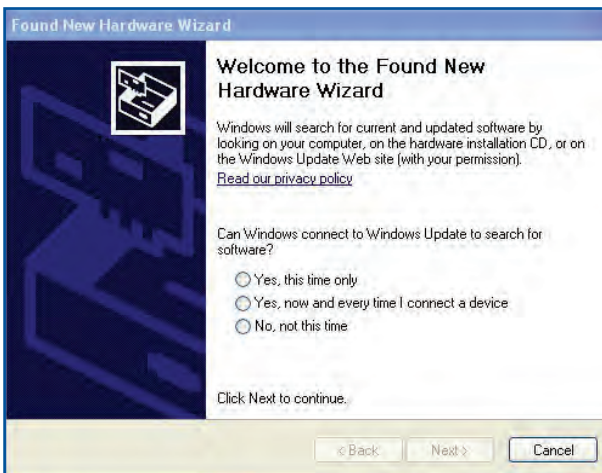 Found New Hardware Wizard
Welcome to the Found New
Hardware Wizard
Windows will search for current and updated software by
looking on your computer, on the hardware installation CD, or on
the Windows Update Web site (with your permission).
Read our privacy policy
Can Windows connect to Windows Update to search for
software?
Yes, this time only
Yes, now and every time I connect a device
No, not this time
Click Next to continue.
< Back
Next >
Cancel